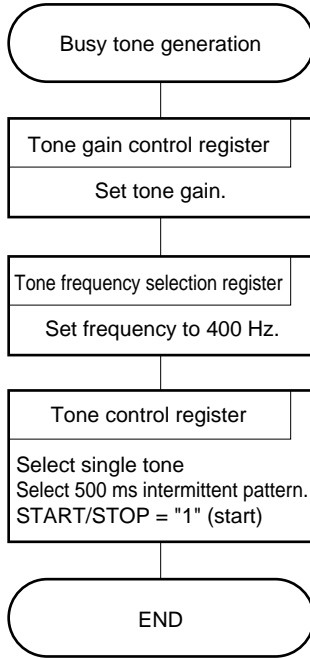 Busy tone generation
Tone gain control register
Set tone gain.
Tone frequency selection register
Set frequency to 400 Hz.
Tone control register
Select single tone
Select 500 ms intermittent pattern.
START/STOP = "1" (start)
END